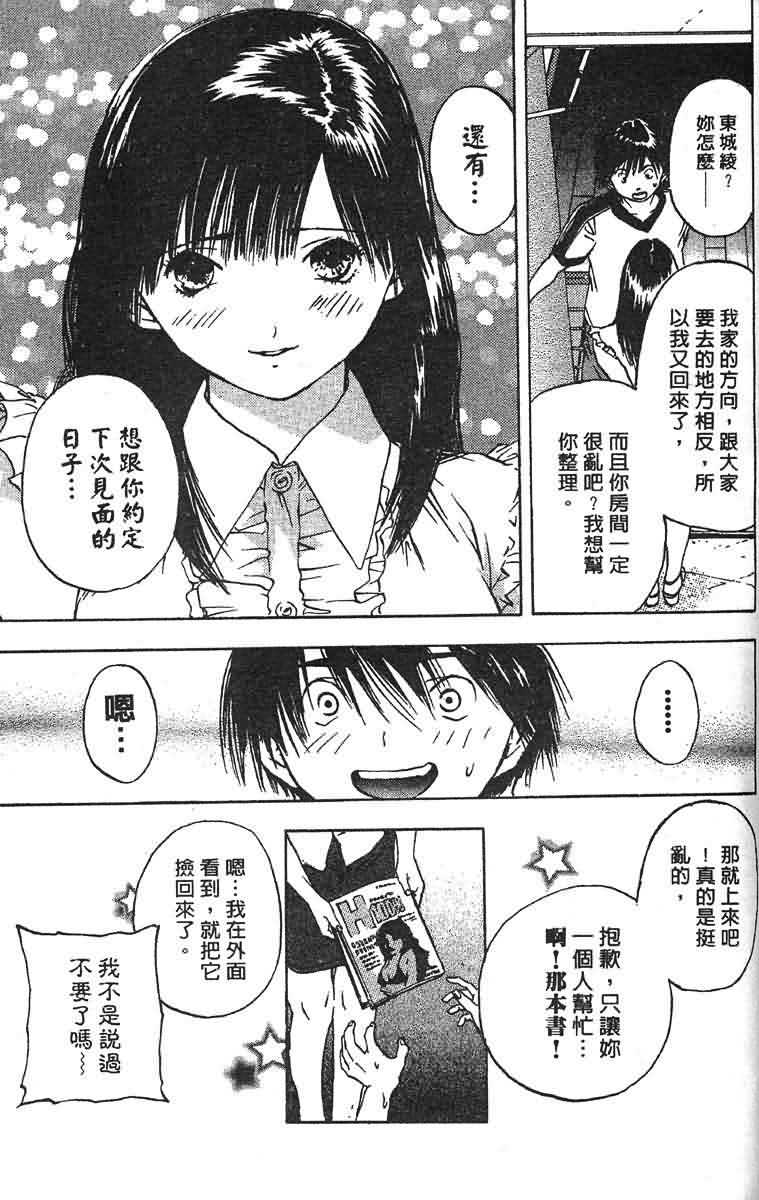 東城綾？
妳怎麼——
我家的方向，跟大家
要去的地方相反，所
以我又回來了，
而且你房間一定
很亂吧？我想幫
你整理。
還有…
想跟你約定
下次見面的
日子…
……
嗯…
那就上來吧
！真的是挺
亂的，
抱歉，只讓妳
一個人幫忙…
啊！那本書！
H
嗯…我在外面
看到，就把它
撿回來了。
我不是說過
不要了嗎～